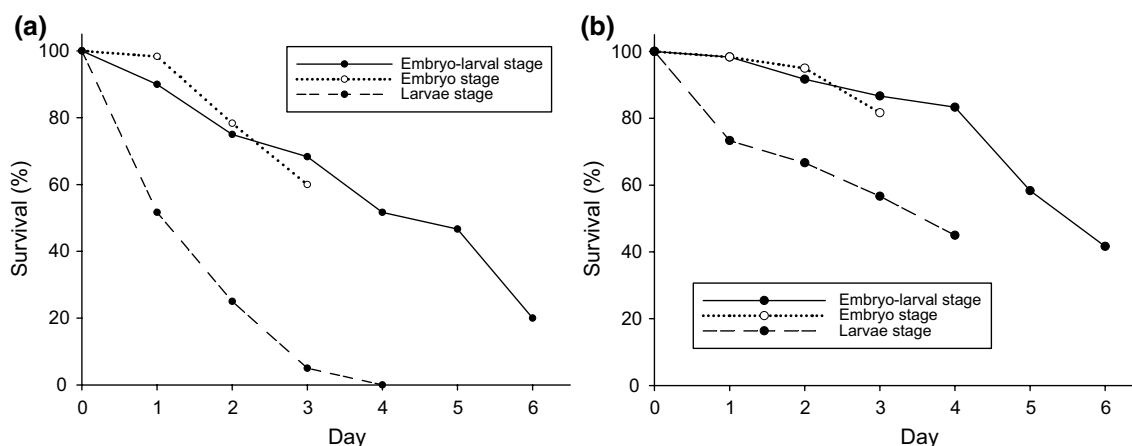 (a)
100
80
60
40
20
0
Survival (%)
0 1 2 3 4 5 6
Day
Embryo-larval stage
Embryo stage
Larvae stage
(b)
100
80
60
40
20
0
Survival (%)
0 1 2 3 4 5 6
Day
Embryo-larval stage
Embryo stage
Larvae stage